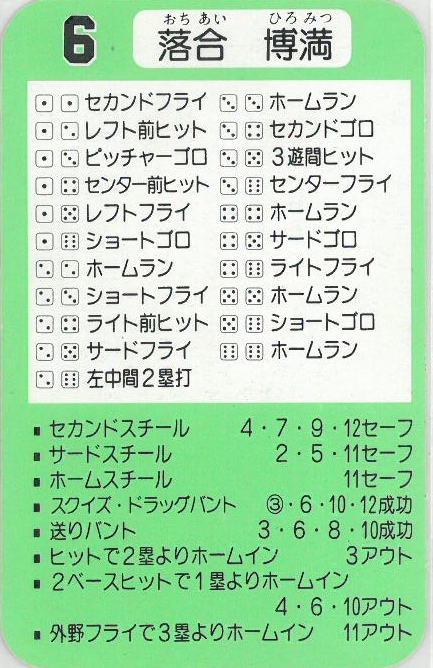 おちあい ひろみつ
6 落合 博満
⚀⚀セカンドフライ ⚂⚂ホームラン
⚀⚁レフト前ヒット ⚂⚃セカンドゴロ
⚀⚂ピッチャーゴロ ⚂⚄3遊間ヒット
⚀⚃センター前ヒット ⚂⚅センターフライ
⚀⚄レフトフライ ⚃⚃ホームラン
⚀⚅ショートゴロ ⚃⚄サードゴロ
⚁⚁ホームラン ⚃⚅ライトフライ
⚁⚂ショートフライ ⚄⚄ホームラン
⚁⚃ライト前ヒット ⚄⚅ショートゴロ
⚁⚄サードフライ ⚅⚅ホームラン
⚁⚅左中間2塁打
■セカンドスチール 4・7・9・12セーフ
■サードスチール 2・5・11セーフ
■ホームスチール 11セーフ
■スクイズ・ドラッグバント ③・6・10・12成功
■送りバント 3・6・8・10成功
■ヒットで2塁よりホームイン 3アウト
■2ベースヒットで1塁よりホームイン
4・6・10アウト
■外野フライで3塁よりホームイン 11アウト